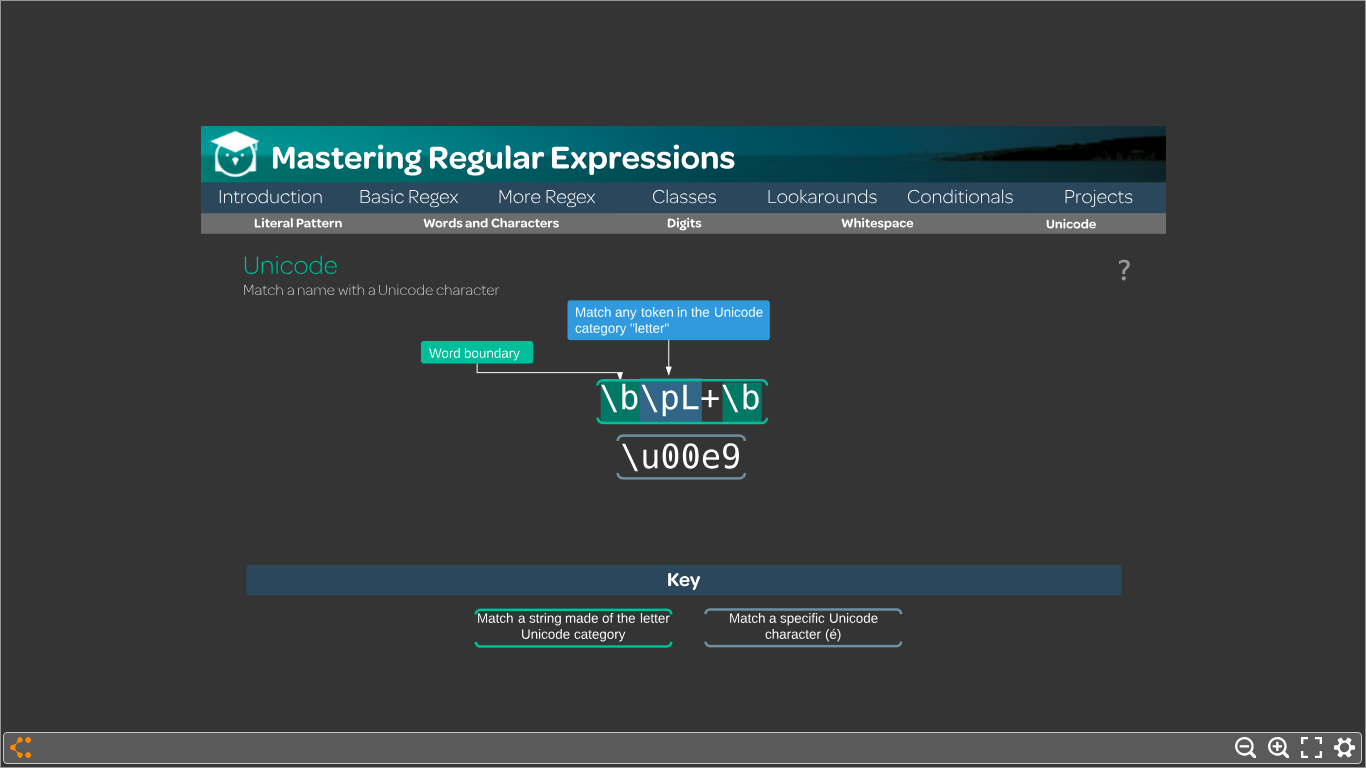 Mastering Regular Expressions
Introduction Basic Regex More Regex Classes Lookarounds Conditionals Projects
Literal Pattern Words and Characters Digits Whitespace Unicode
Unicode
?
Match a name with a Unicode character
Match any token in the Unicode
category "letter"
Word boundary
\b\pL+\b
\u00e9
Key
Match a string made of the letter
Unicode category
Match a specific Unicode
character (é)